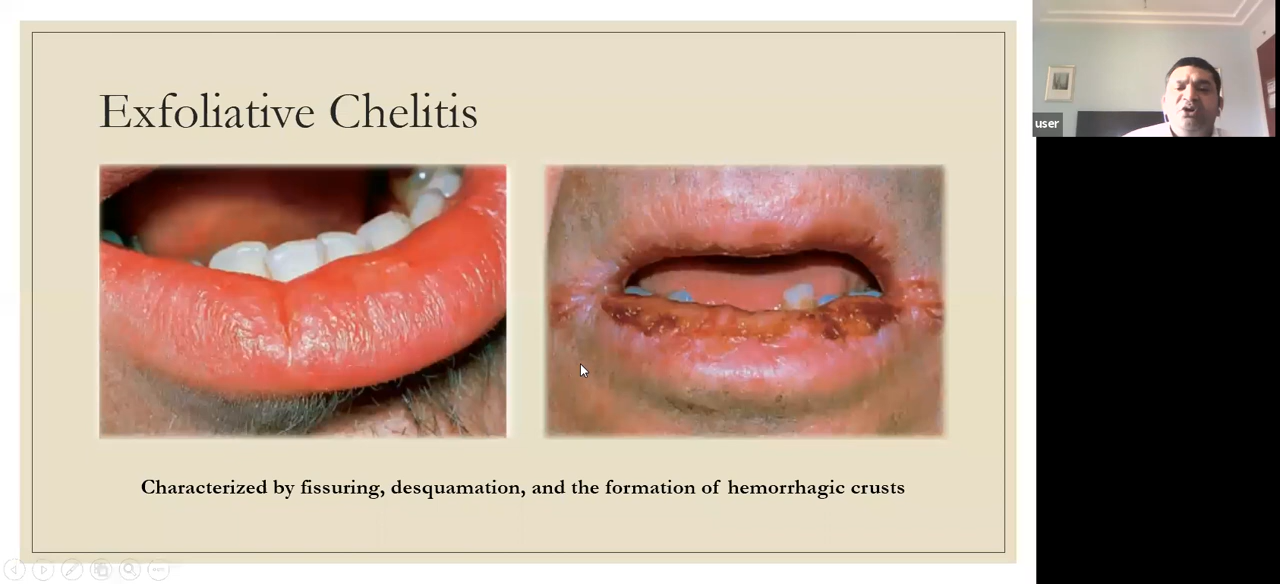 Exfoliative Chelitis
user
Characterized by fissuring, desquamation, and the formation of hemorrhagic crusts